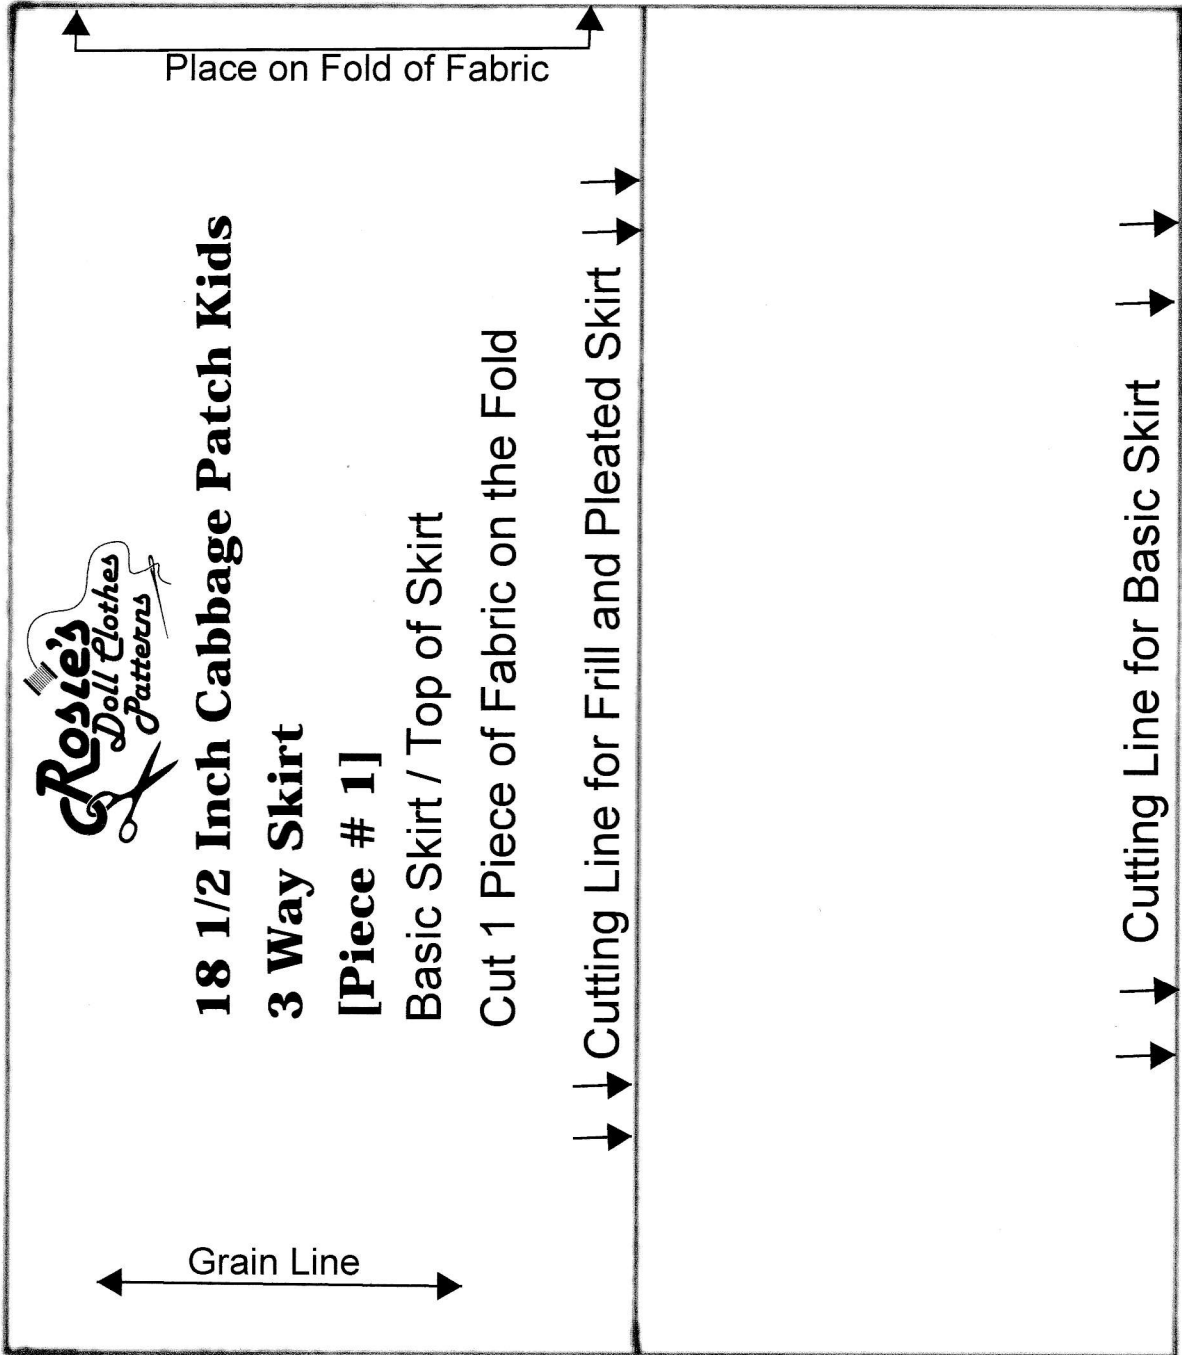 Place on Fold of Fabric
Rosie's
Doll Clothes
Patterns
18 1/2 Inch Cabbage Patch Kids
3 Way Skirt
[Piece # 1]
Basic Skirt / Top of Skirt
Cut 1 Piece of Fabric on the Fold
Cutting Line for Frill and Pleated Skirt
Cutting Line for Basic Skirt
Grain Line